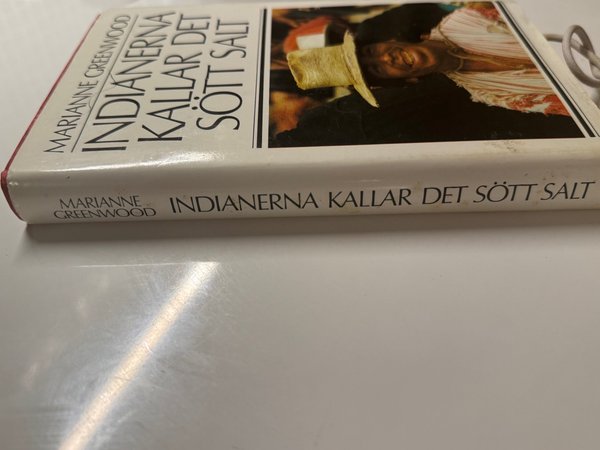 MARIANNE GREENWOOD
INDIANERNA
KALLAR DET
SÖTT SALT
MARIANNE
GREENWOOD
INDIANERNA KALLAR DET SÖTT SALT